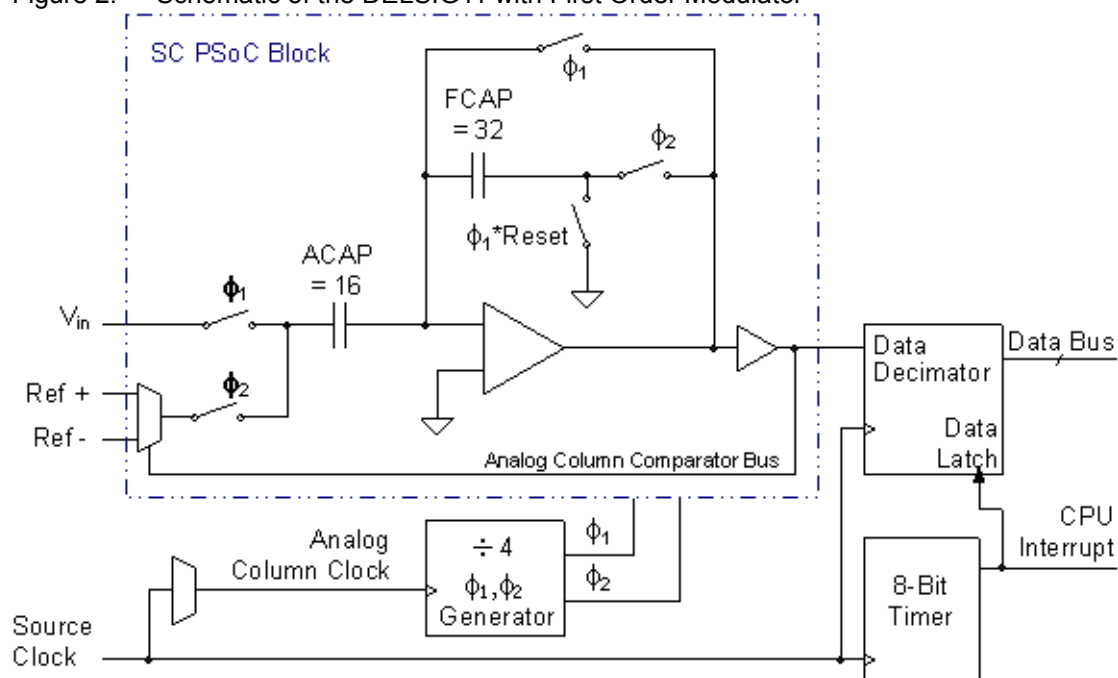 Figure 2. Schematic of the DELSIG11 with First Order Modulator
SC PSoC Block
ϕ1
FCAP
= 32
ϕ2
ϕ1*Reset
ACAP
= 16
ϕ1
Vin
ϕ2
Ref +
Ref -
Data
Decimator
Data Bus
Data
Latch
Analog Column Comparator Bus
CPU
Interrupt
Analog
Column Clock
÷ 4
ϕ1,ϕ2
Generator
ϕ1
ϕ2
8-Bit
Timer
Source
Clock